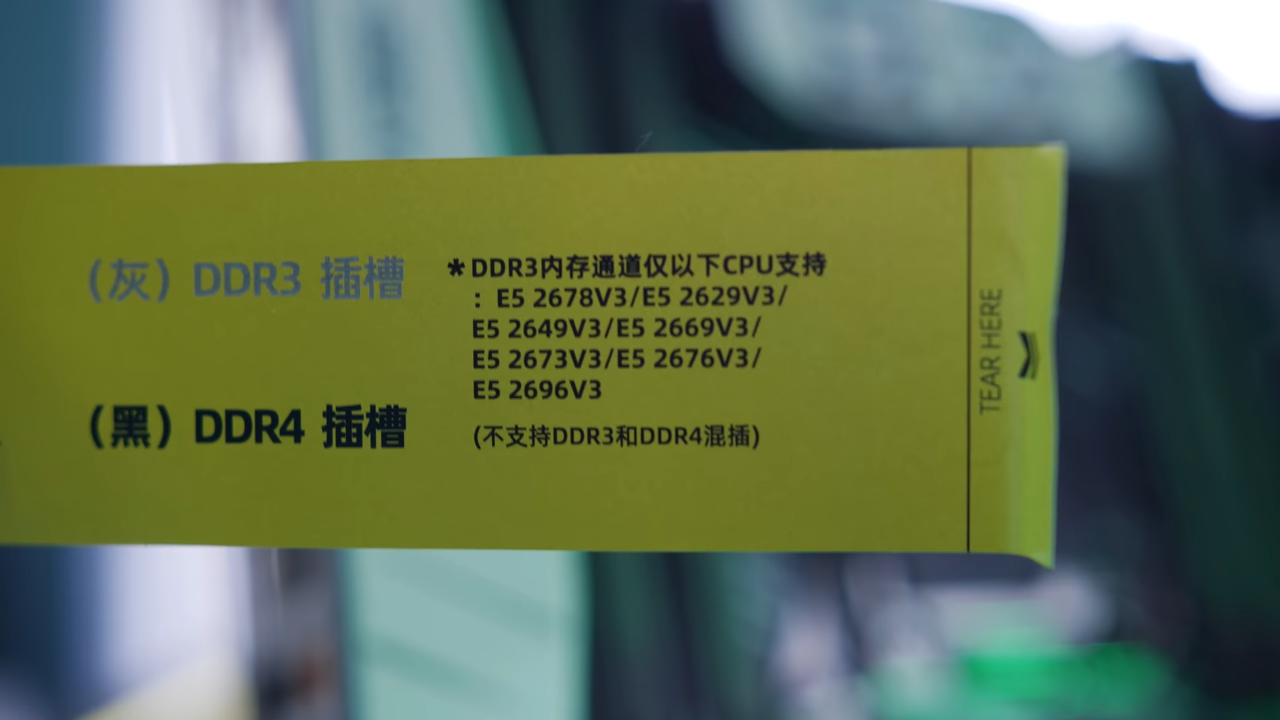 （灰）DDR3 插槽
（黑）DDR4 插槽
*DDR3内存通道仅以下CPU支持
：E5 2678V3/E5 2629V3/
E5 2649V3/E5 2669V3/
E5 2673V3/E5 2676V3/
E5 2696V3
(不支持DDR3和DDR4混插)
TEAR HERE